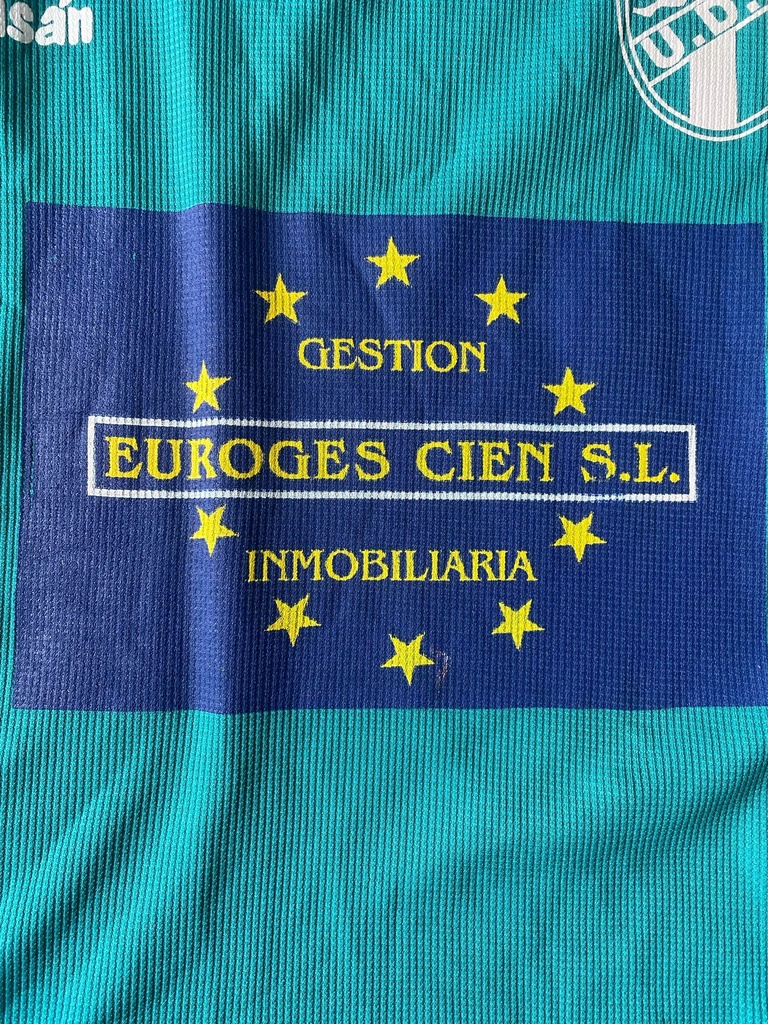 U.D.
GESTION
EUROGES CIEN S.L.
INMOBILIARIA